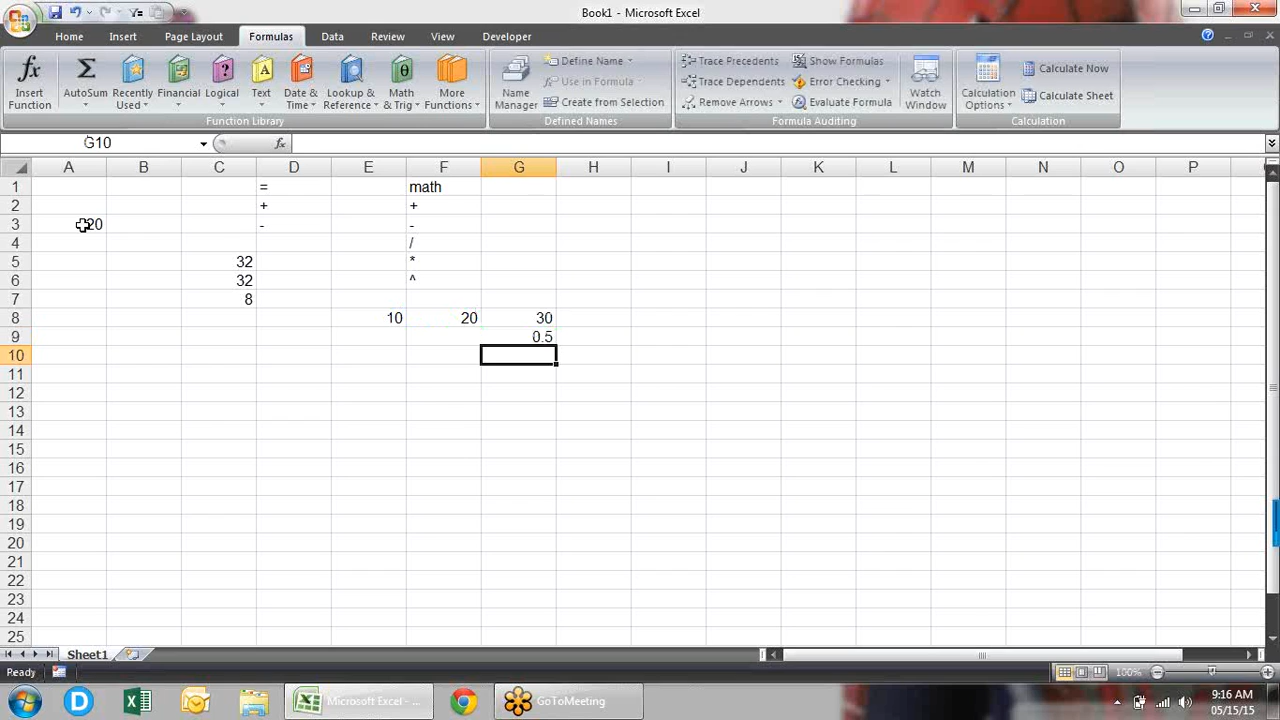 Book1 - Microsoft Excel
Home Insert Page Layout Formulas Data Review View Developer
Insert Function
AutoSum
Recently Used
Financial
Logical
Text
Date & Time
Lookup & Reference
Math & Trig
More Functions
Function Library
Name Manager
Define Name
Use in Formula
Create from Selection
Defined Names
Trace Precedents
Trace Dependents
Remove Arrows
Show Formulas
Error Checking
Evaluate Formula
Formula Auditing
Watch Window
Calculation Options
Calculate Now
Calculate Sheet
Calculation
G10 fx
A B C D E F G H I J K L M N O P
1 = math
2 + +
3 20 - -
4 /
5 32 *
6 32 ^
7 8
8 10 20 30
9 0.5
10
11
12
13
14
15
16
17
18
19
20
21
22
23
24
25
Sheet1
Ready 100%
Microsoft Excel - ... GoToMeeting 9:16 AM
05/15/15